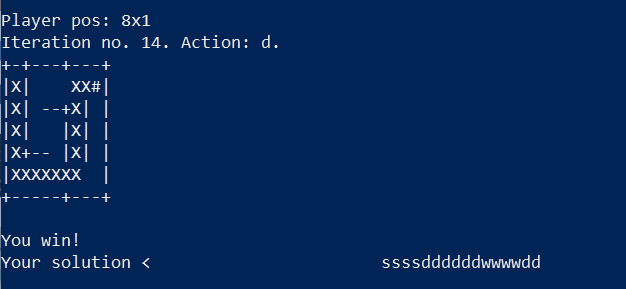 Player pos: 8x1
Iteration no. 14. Action: d.
+-+---+---+
|X|    XX#|
|X| --+X| |
|X|   |X| |
|X+-- |X| |
|XXXXXXX  |
+-----+---+
You win!
Your solution <                       ssssddddddwwwwdd